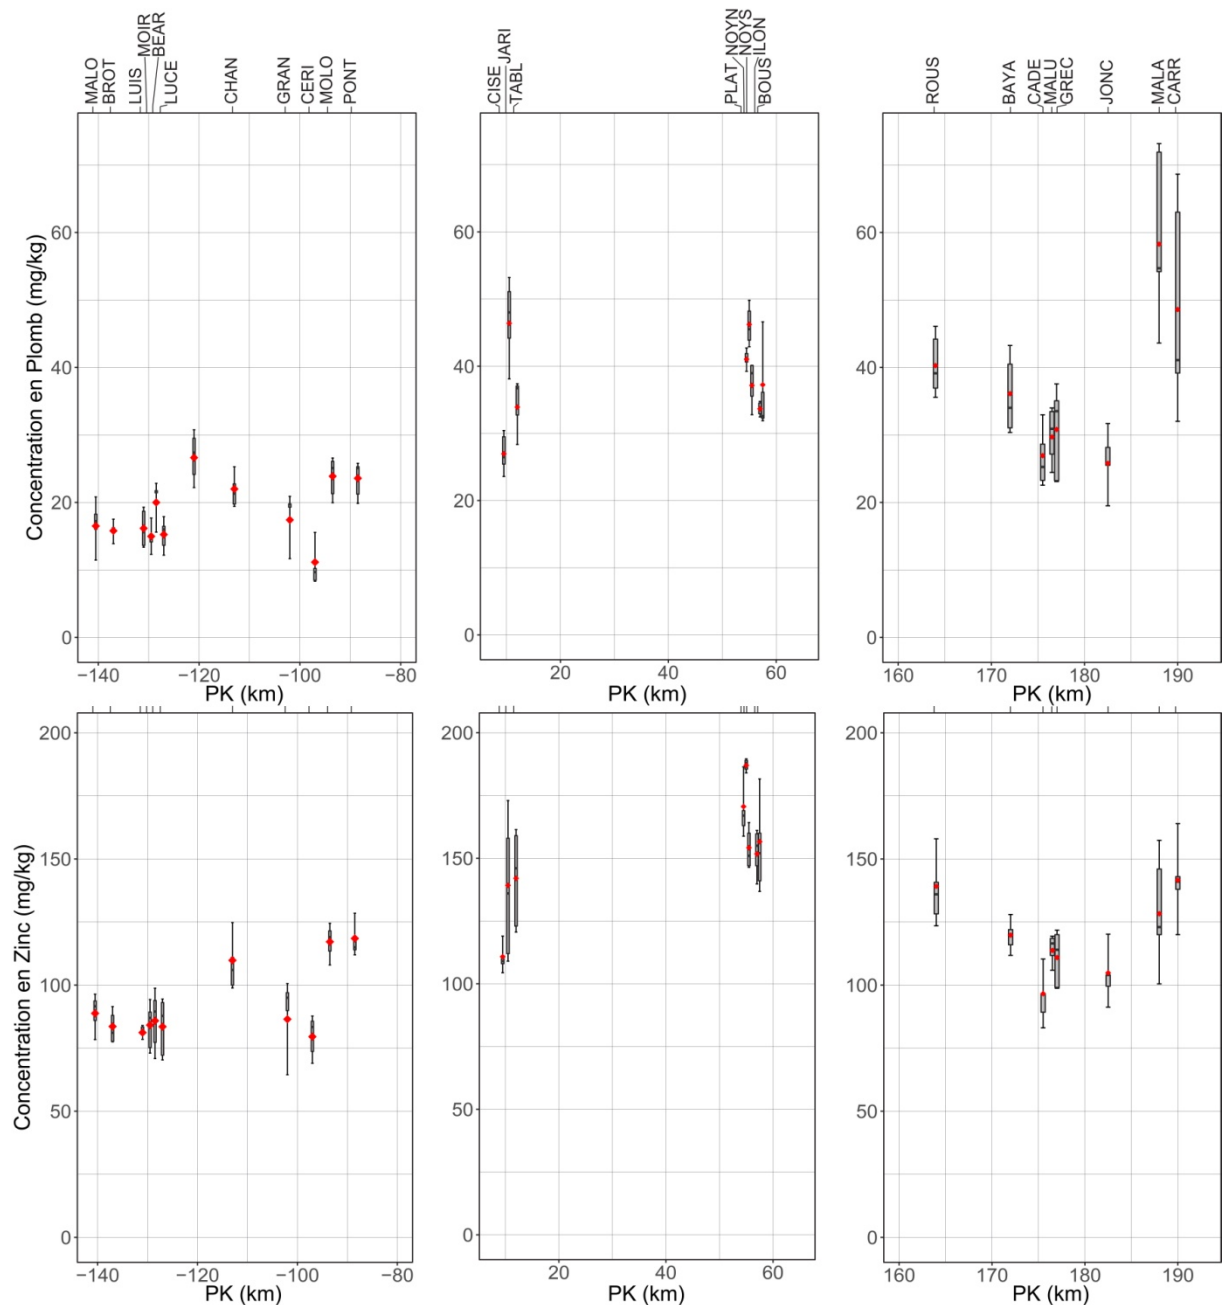 MALO BROT LUIS MOIR BEAR LUCE CHAN GRAN CERI MOLO PONT
CISE JARI TABL PLAT NOYN NOYS ILON BOUS
ROUS BAYA CADE MALU GREC JONC MALA CARR
Concentration en Plomb (mg/kg)
60
40
20
0
−140 −120 −100 −80
PK (km)
60
40
20
0
20 40 60
PK (km)
60
40
20
0
160 170 180 190
PK (km)
Concentration en Zinc (mg/kg)
200
150
100
50
0
−140 −120 −100 −80
PK (km)
200
150
100
50
0
20 40 60
PK (km)
200
150
100
50
0
160 170 180 190
PK (km)